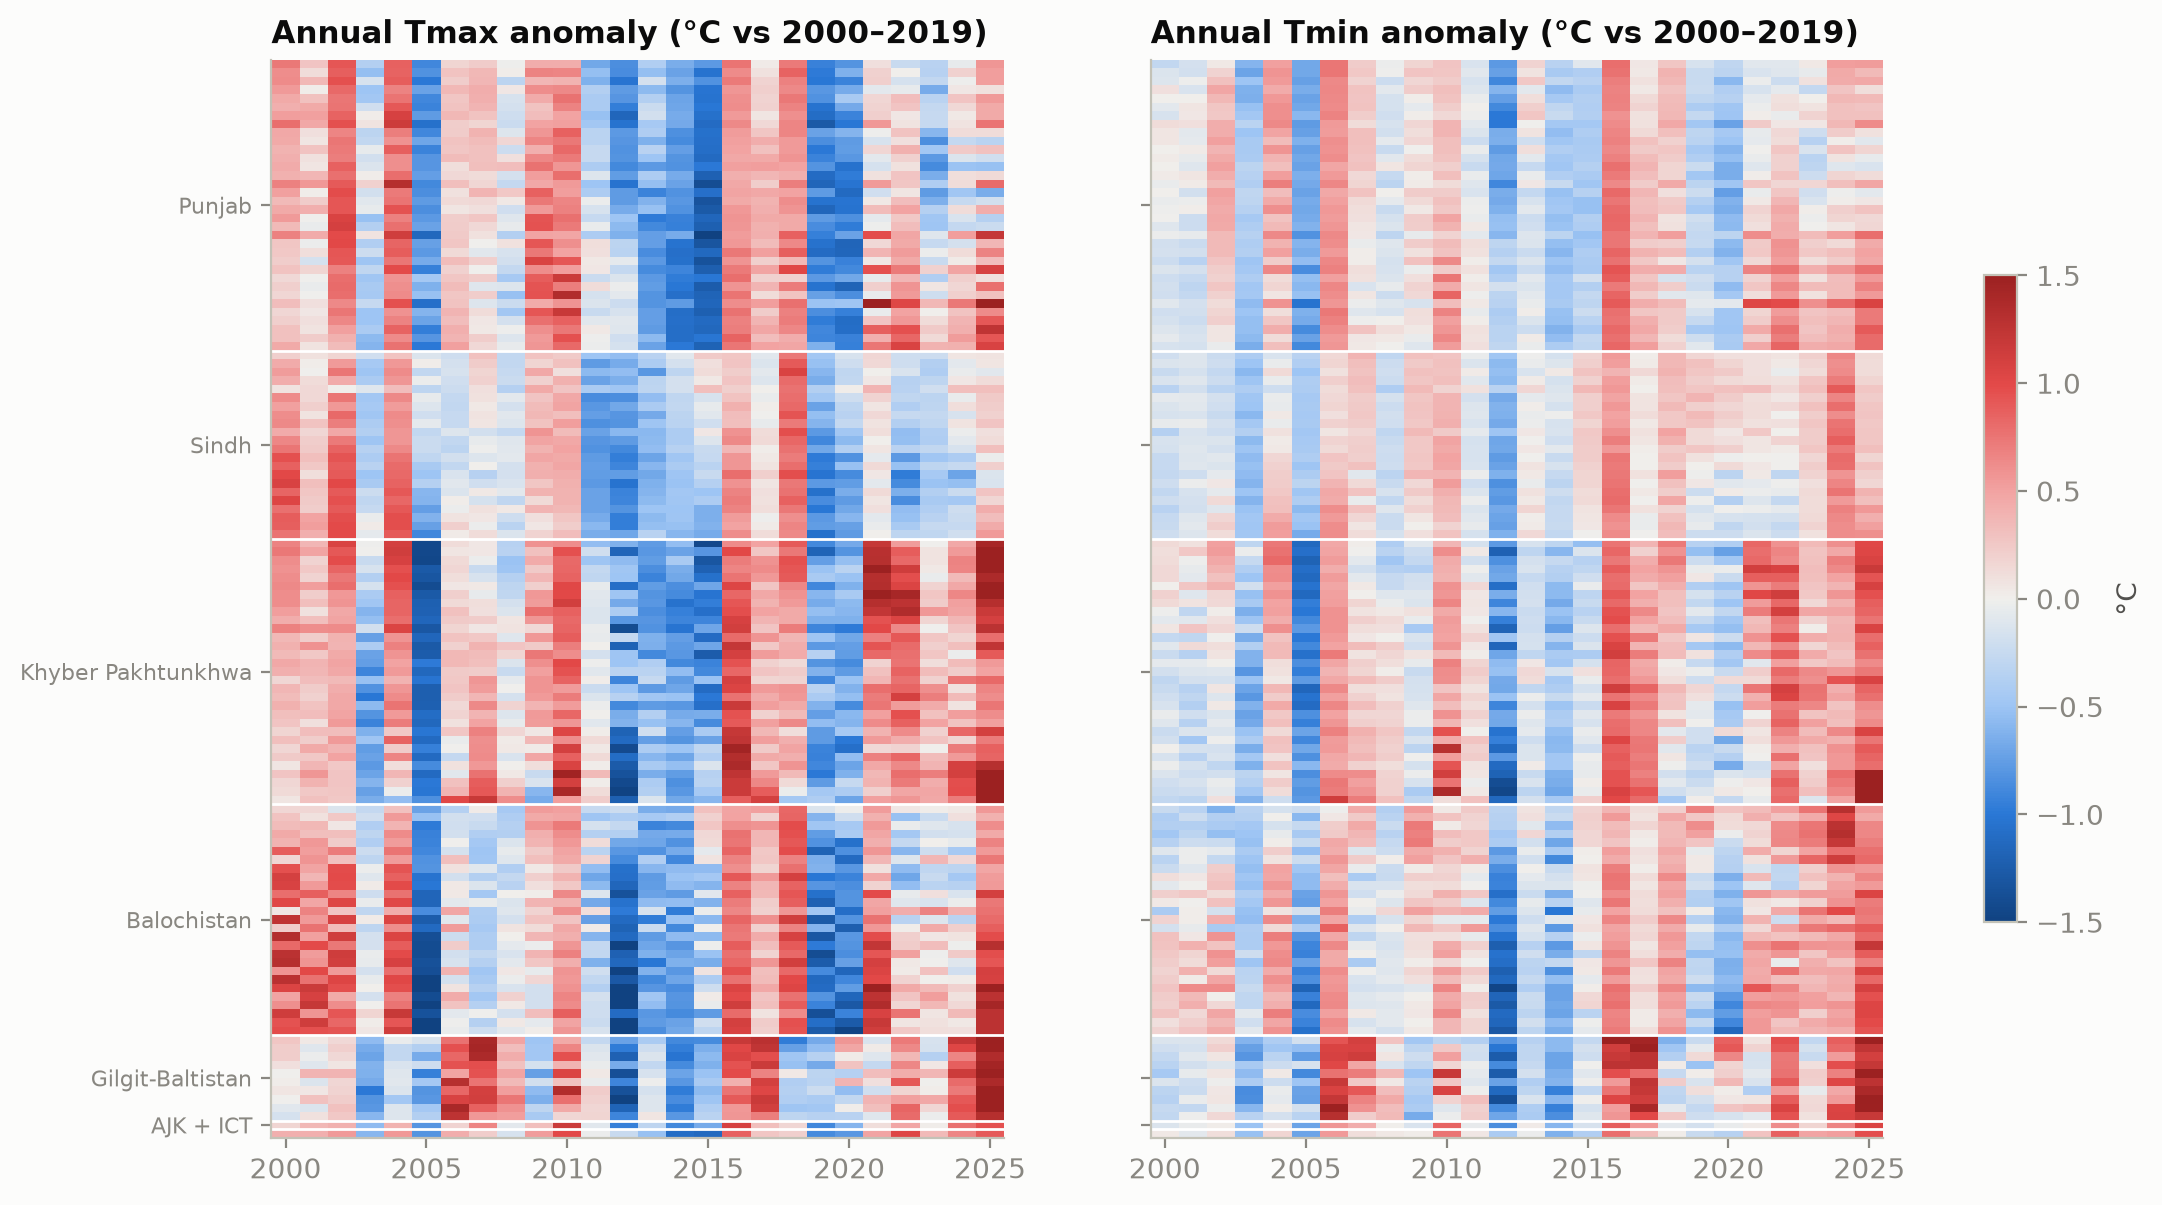 Annual Tmax anomaly (°C vs 2000–2019)
Annual Tmin anomaly (°C vs 2000–2019)
Punjab
Sindh
Khyber Pakhtunkhwa
Balochistan
Gilgit-Baltistan
AJK + ICT
2000 2005 2010 2015 2020 2025
2000 2005 2010 2015 2020 2025
1.5
1.0
0.5
0.0
−0.5
−1.0
−1.5
°C